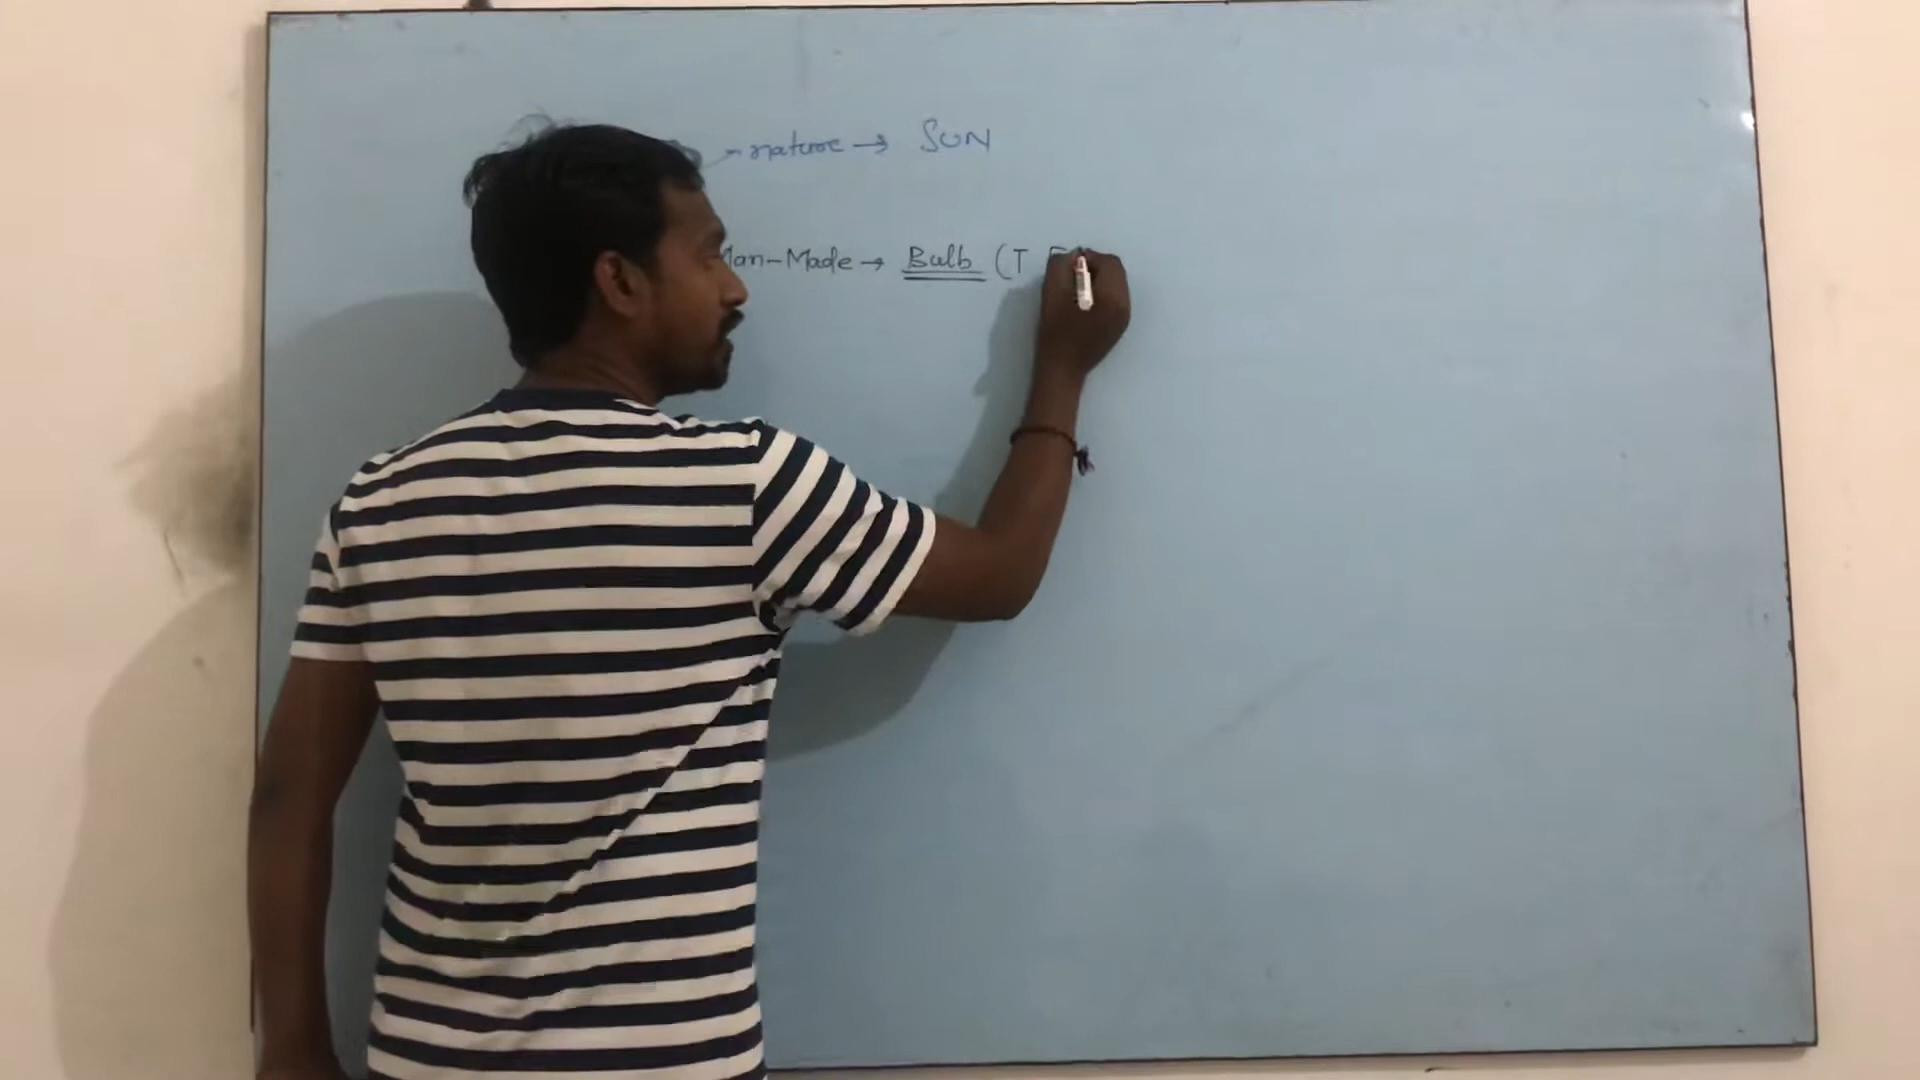 nature → SUN
Man-Made → Bulb (T